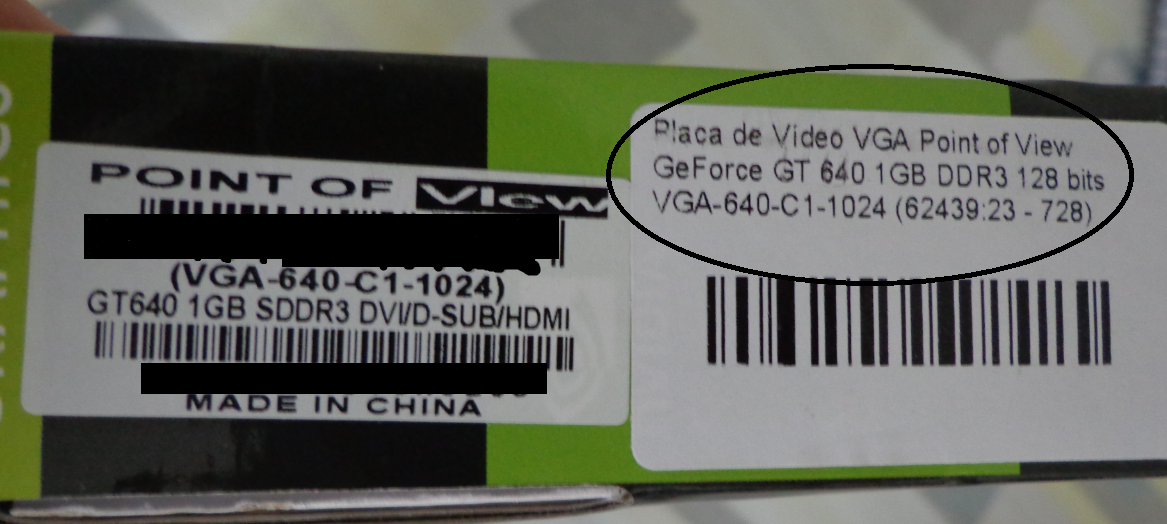 POINT OF VIew
(VGA-640-C1-1024)
GT640 1GB SDDR3 DVI/D-SUB/HDMI
MADE IN CHINA
Placa de Vídeo VGA Point of View
GeForce GT 640 1GB DDR3 128 bits
VGA-640-C1-1024 (62439:23 - 728)